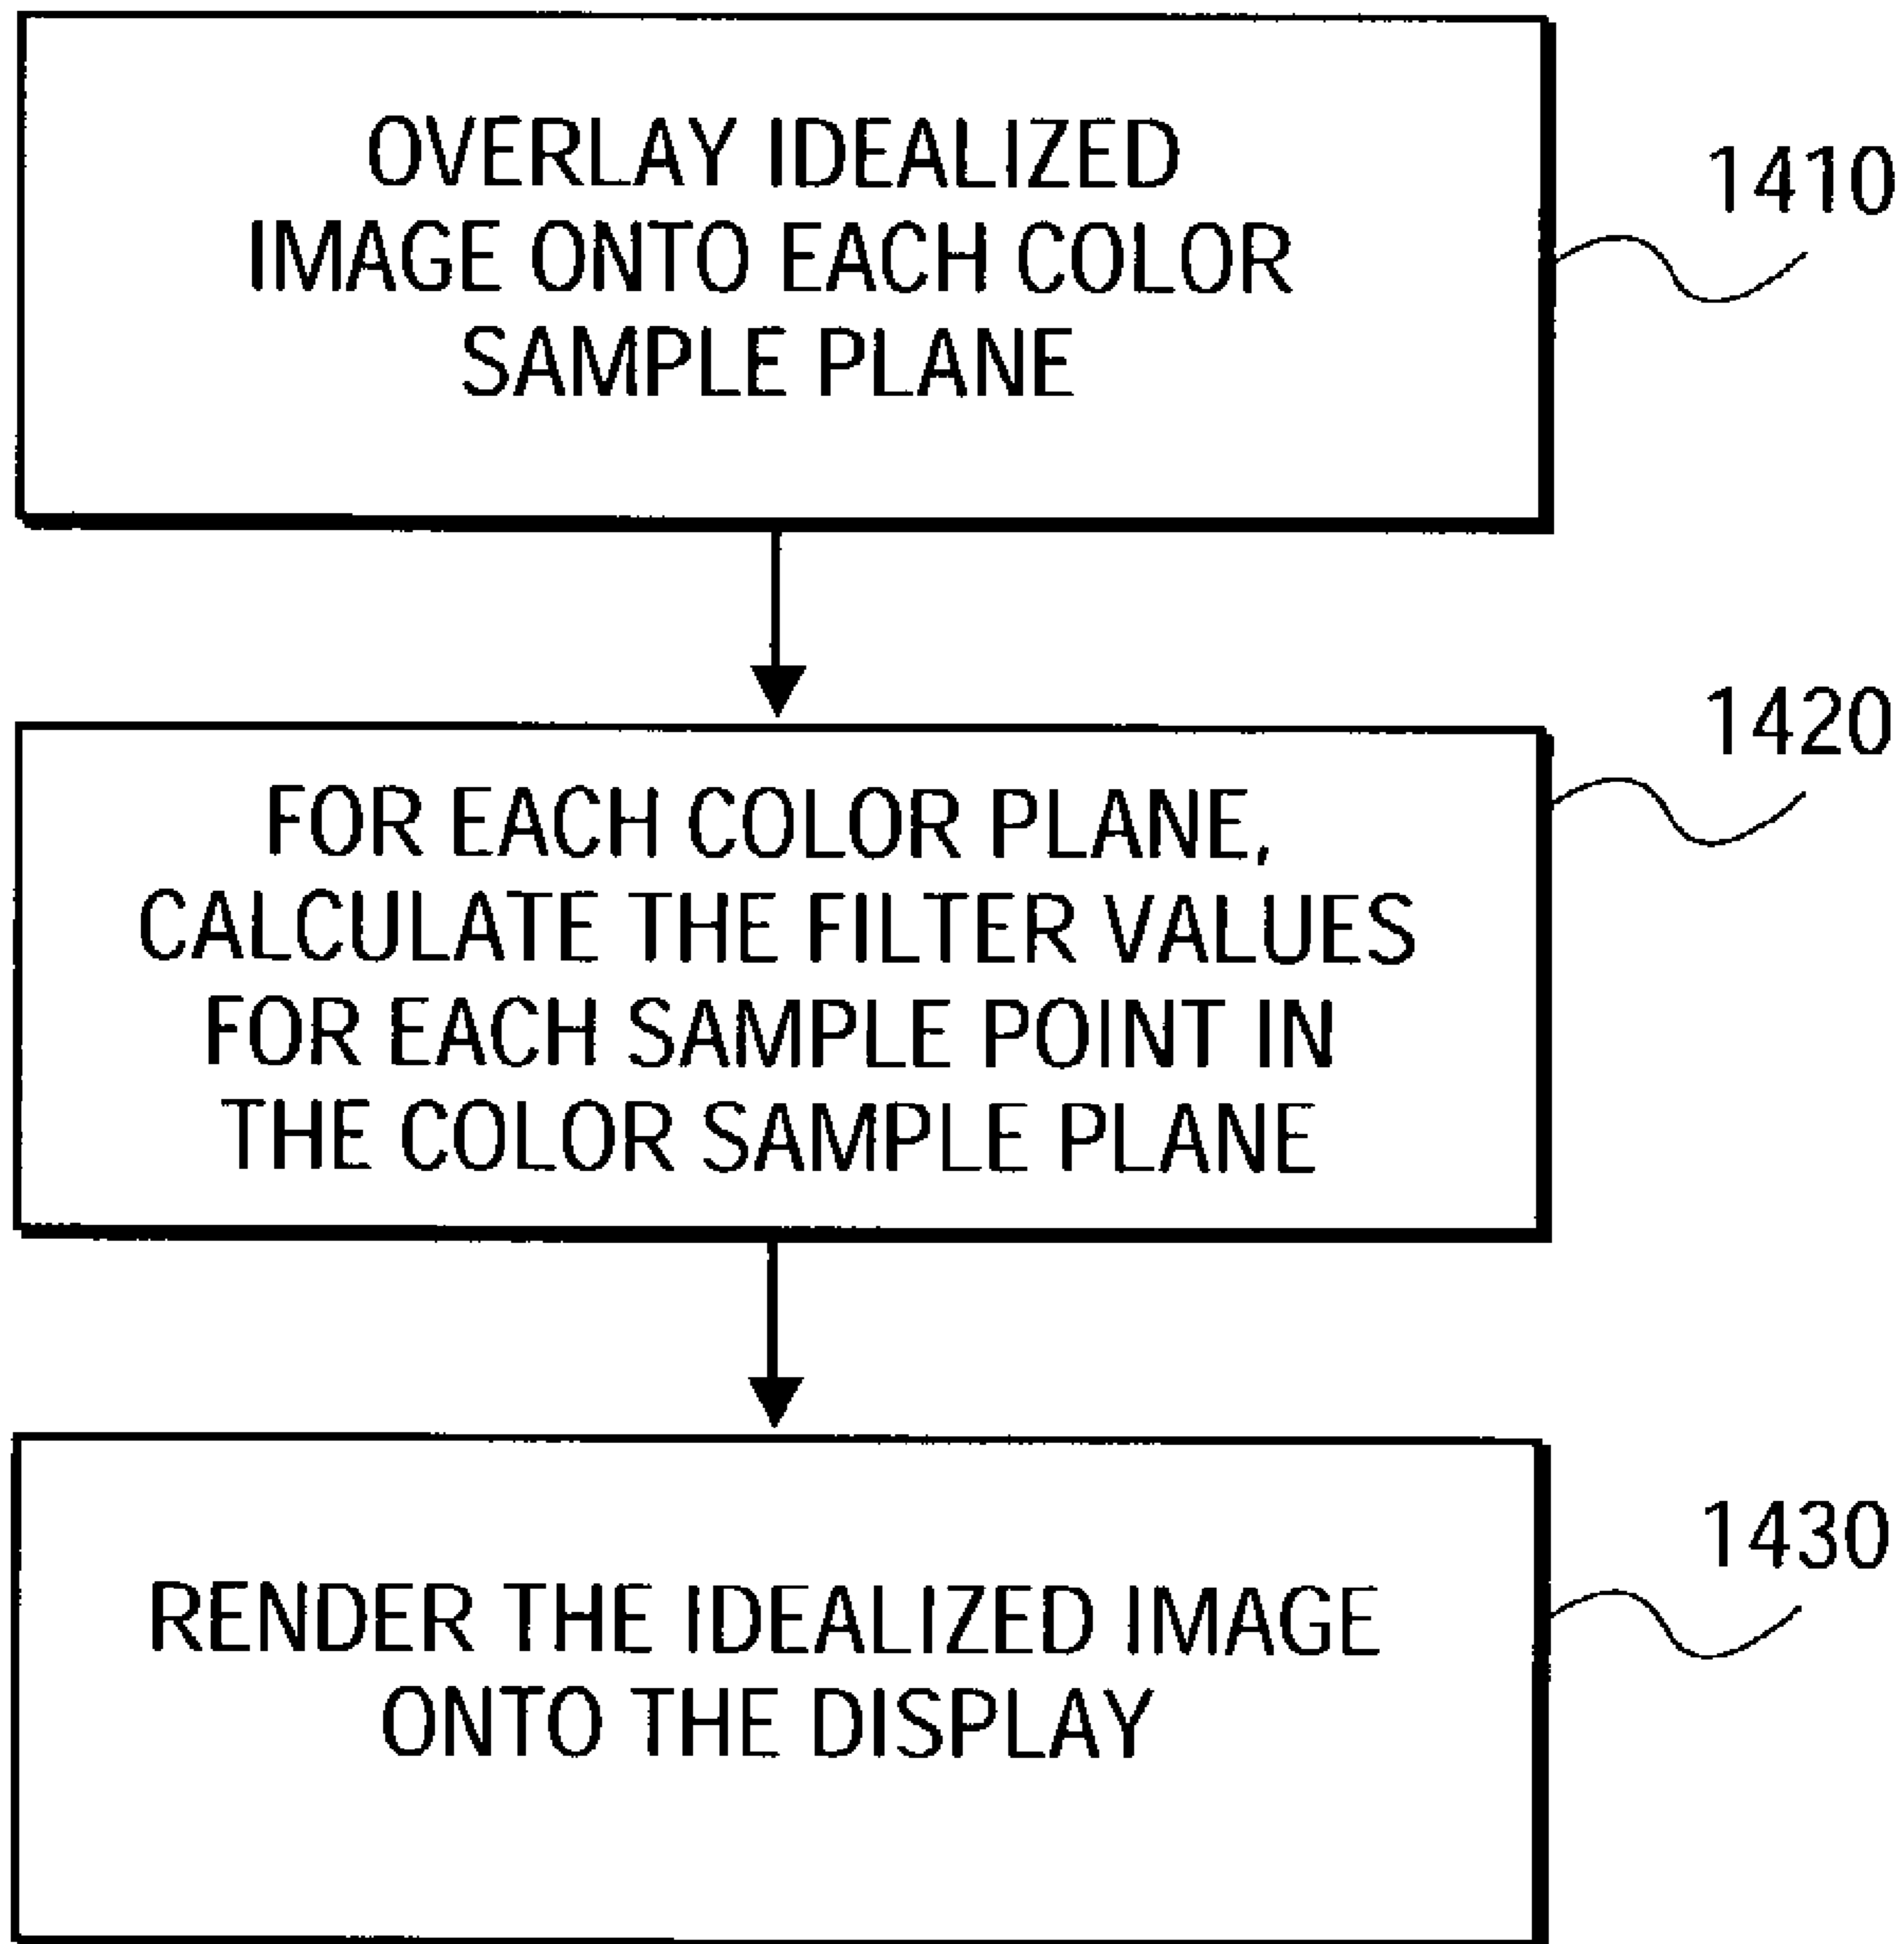 OVERLAY IDEALIZED
IMAGE ONTO EACH COLOR
SAMPLE PLANE
1410
FOR EACH COLOR PLANE,
CALCULATE THE FILTER VALUES
FOR EACH SAMPLE POINT IN
THE COLOR SAMPLE PLANE
1420
RENDER THE IDEALIZED IMAGE
ONTO THE DISPLAY
1430